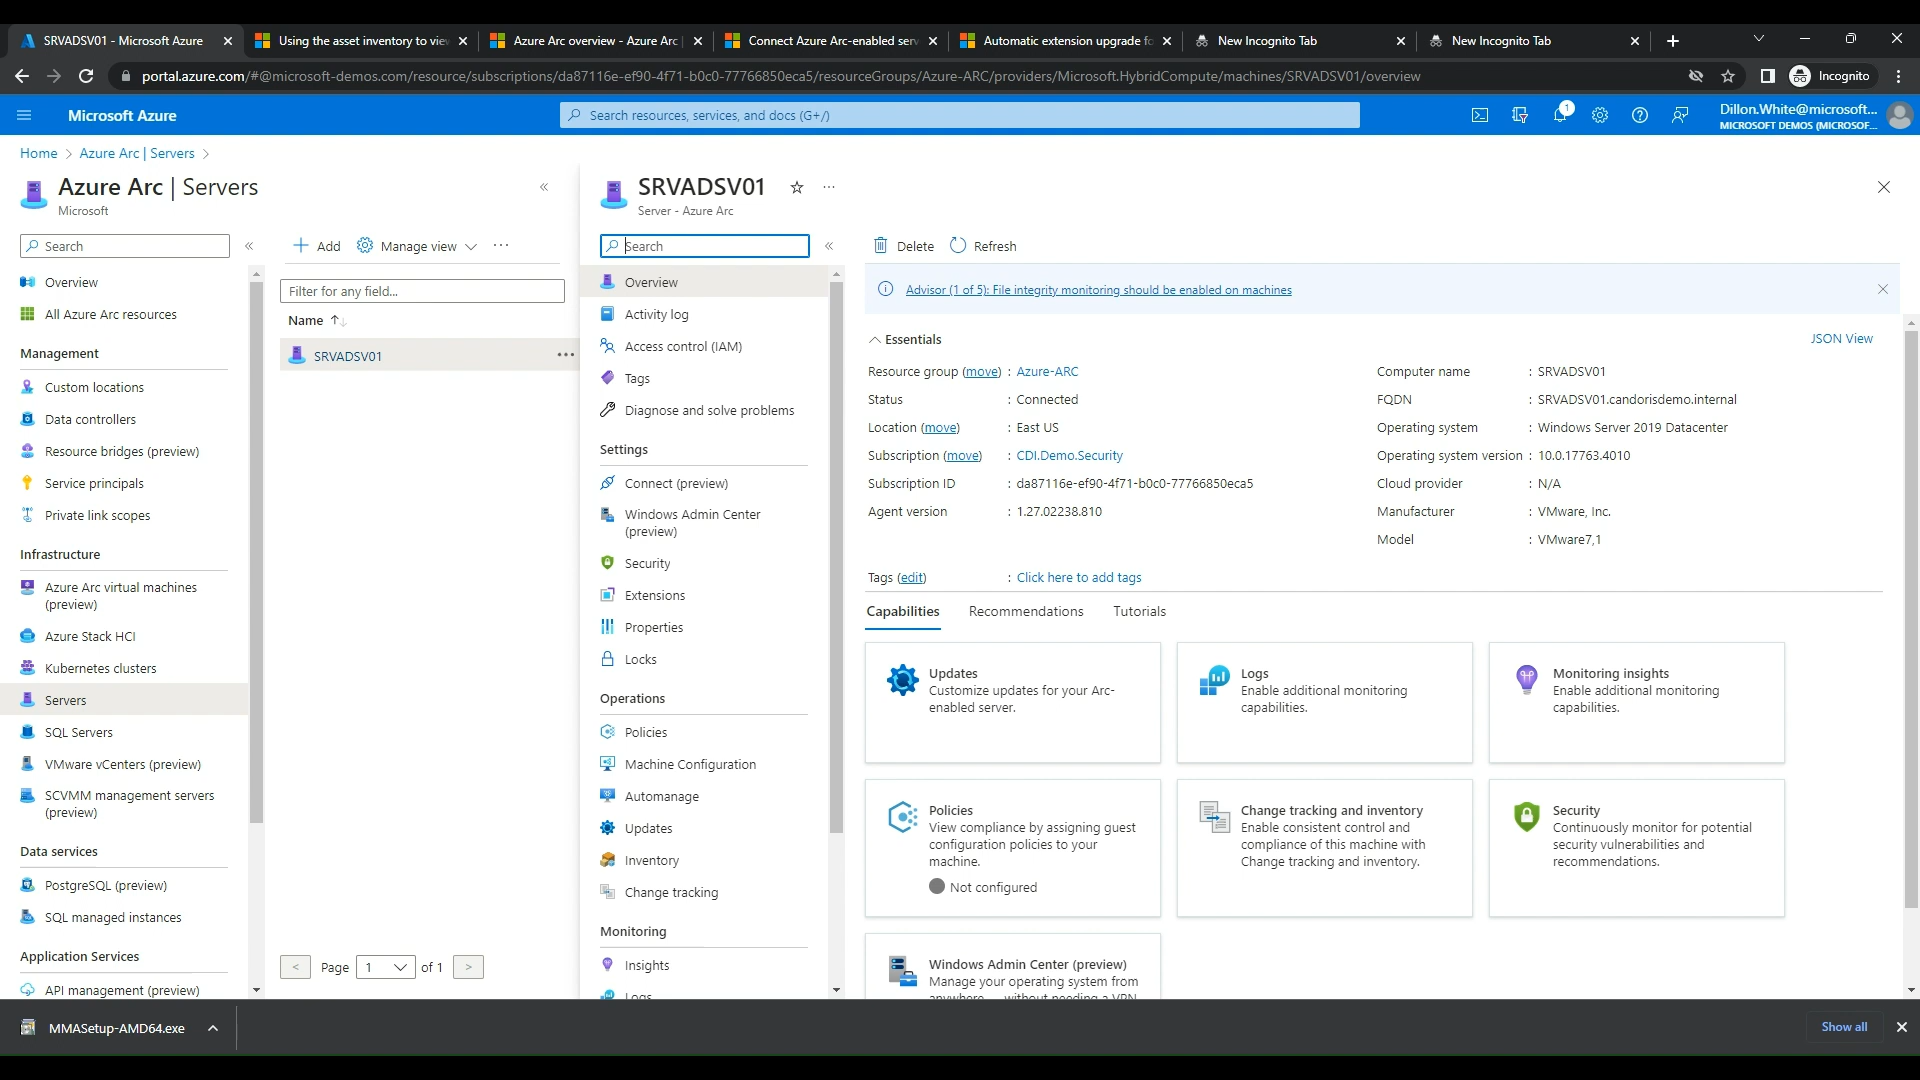 SRVADSV01 - Microsoft Azure
Using the asset inventory to vie
Azure Arc overview - Azure Arc
Connect Azure Arc-enabled serv
Automatic extension upgrade fo
New Incognito Tab
New Incognito Tab
portal.azure.com/#@microsoft-demos.com/resource/subscriptions/da87116e-ef90-4f71-b0c0-77766850eca5/resourceGroups/Azure-ARC/providers/Microsoft.HybridCompute/machines/SRVADSV01/overview
Incognito
Microsoft Azure
Search resources, services, and docs (G+/)
1
Dillon.White@microsoft...
MICROSOFT DEMOS (MICROSOF...
Home > Azure Arc | Servers >
Azure Arc | Servers
Microsoft
Search
Overview
All Azure Arc resources
Management
Custom locations
Data controllers
Resource bridges (preview)
Service principals
Private link scopes
Infrastructure
Azure Arc virtual machines
(preview)
Azure Stack HCI
Kubernetes clusters
Servers
SQL Servers
VMware vCenters (preview)
SCVMM management servers
(preview)
Data services
PostgreSQL (preview)
SQL managed instances
Application Services
API management (preview)
Add
Manage view
Filter for any field...
Name
SRVADSV01
< Page 1 of 1 >
SRVADSV01
Server - Azure Arc
Search
Overview
Activity log
Access control (IAM)
Tags
Diagnose and solve problems
Settings
Connect (preview)
Windows Admin Center
(preview)
Security
Extensions
Properties
Locks
Operations
Policies
Machine Configuration
Automanage
Updates
Inventory
Change tracking
Monitoring
Insights
Logs
Delete
Refresh
Advisor (1 of 5): File integrity monitoring should be enabled on machines
Essentials
JSON View
Resource group (move) : Azure-ARC
Status : Connected
Location (move) : East US
Subscription (move) : CDI.Demo.Security
Subscription ID : da87116e-ef90-4f71-b0c0-77766850eca5
Agent version : 1.27.02238.810
Computer name : SRVADSV01
FQDN : SRVADSV01.candorisdemo.internal
Operating system : Windows Server 2019 Datacenter
Operating system version : 10.0.17763.4010
Cloud provider : N/A
Manufacturer : VMware, Inc.
Model : VMware7,1
Tags (edit) : Click here to add tags
Capabilities
Recommendations
Tutorials
Updates
Customize updates for your Arc-
enabled server.
Logs
Enable additional monitoring
capabilities.
Monitoring insights
Enable additional monitoring
capabilities.
Policies
View compliance by assigning guest
configuration policies to your
machine.
Not configured
Change tracking and inventory
Enable consistent control and
compliance of this machine with
Change tracking and inventory.
Security
Continuously monitor for potential
security vulnerabilities and
recommendations.
Windows Admin Center (preview)
Manage your operating system from
anywhere — without needing a VPN,
MMASetup-AMD64.exe
Show all